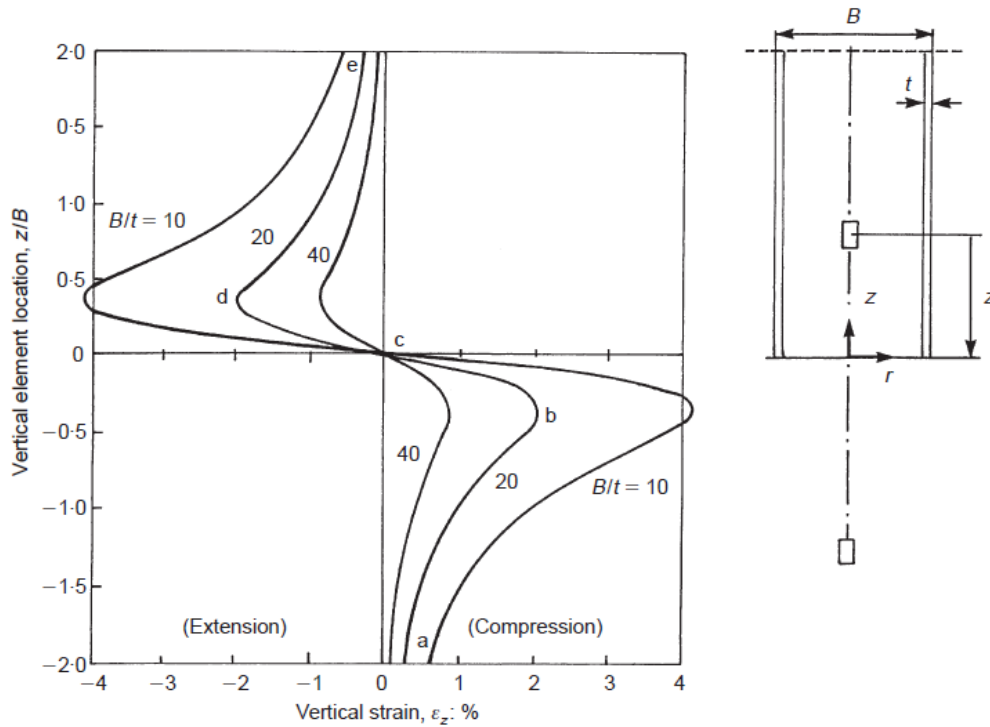 2·0
0·5
1·0
0·5
0
−0·5
−1·0
−1·5
−2·0
Vertical element location, z/B
−4
−3
−2
−1
0
1
2
3
4
Vertical strain, εz: %
e
B/t = 10
20
40
d
c
b
40
20
B/t = 10
a
(Extension)
(Compression)
B
t
z
z
r